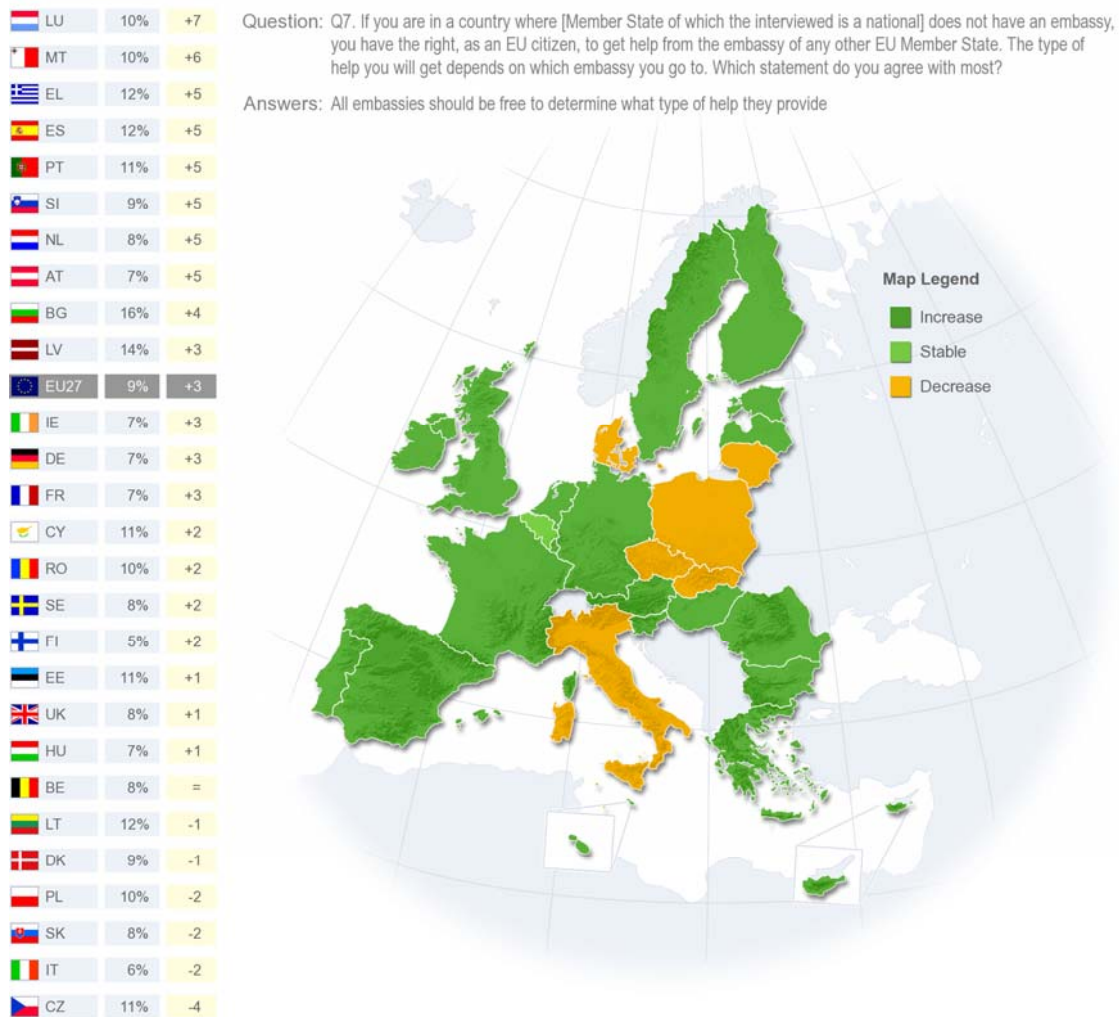 LU 10% +7
MT 10% +6
EL 12% +5
ES 12% +5
PT 11% +5
SI 9% +5
NL 8% +5
AT 7% +5
BG 16% +4
LV 14% +3
EU27 9% +3
IE 7% +3
DE 7% +3
FR 7% +3
CY 11% +2
RO 10% +2
SE 8% +2
FI 5% +2
EE 11% +1
UK 8% +1
HU 7% +1
BE 8% =
LT 12% -1
DK 9% -1
PL 10% -2
SK 8% -2
IT 6% -2
CZ 11% -4
Question: Q7. If you are in a country where [Member State of which the interviewed is a national] does not have an embassy,
you have the right, as an EU citizen, to get help from the embassy of any other EU Member State. The type of
help you will get depends on which embassy you go to. Which statement do you agree with most?
Answers: All embassies should be free to determine what type of help they provide
Map Legend
Increase
Stable
Decrease